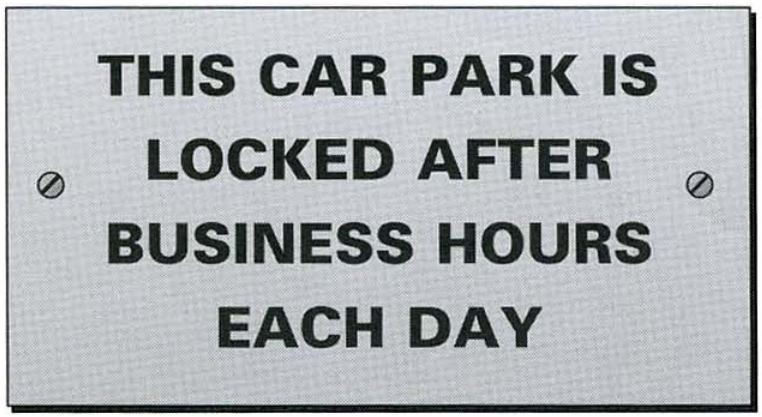 THIS CAR PARK IS
LOCKED AFTER
BUSINESS HOURS
EACH DAY